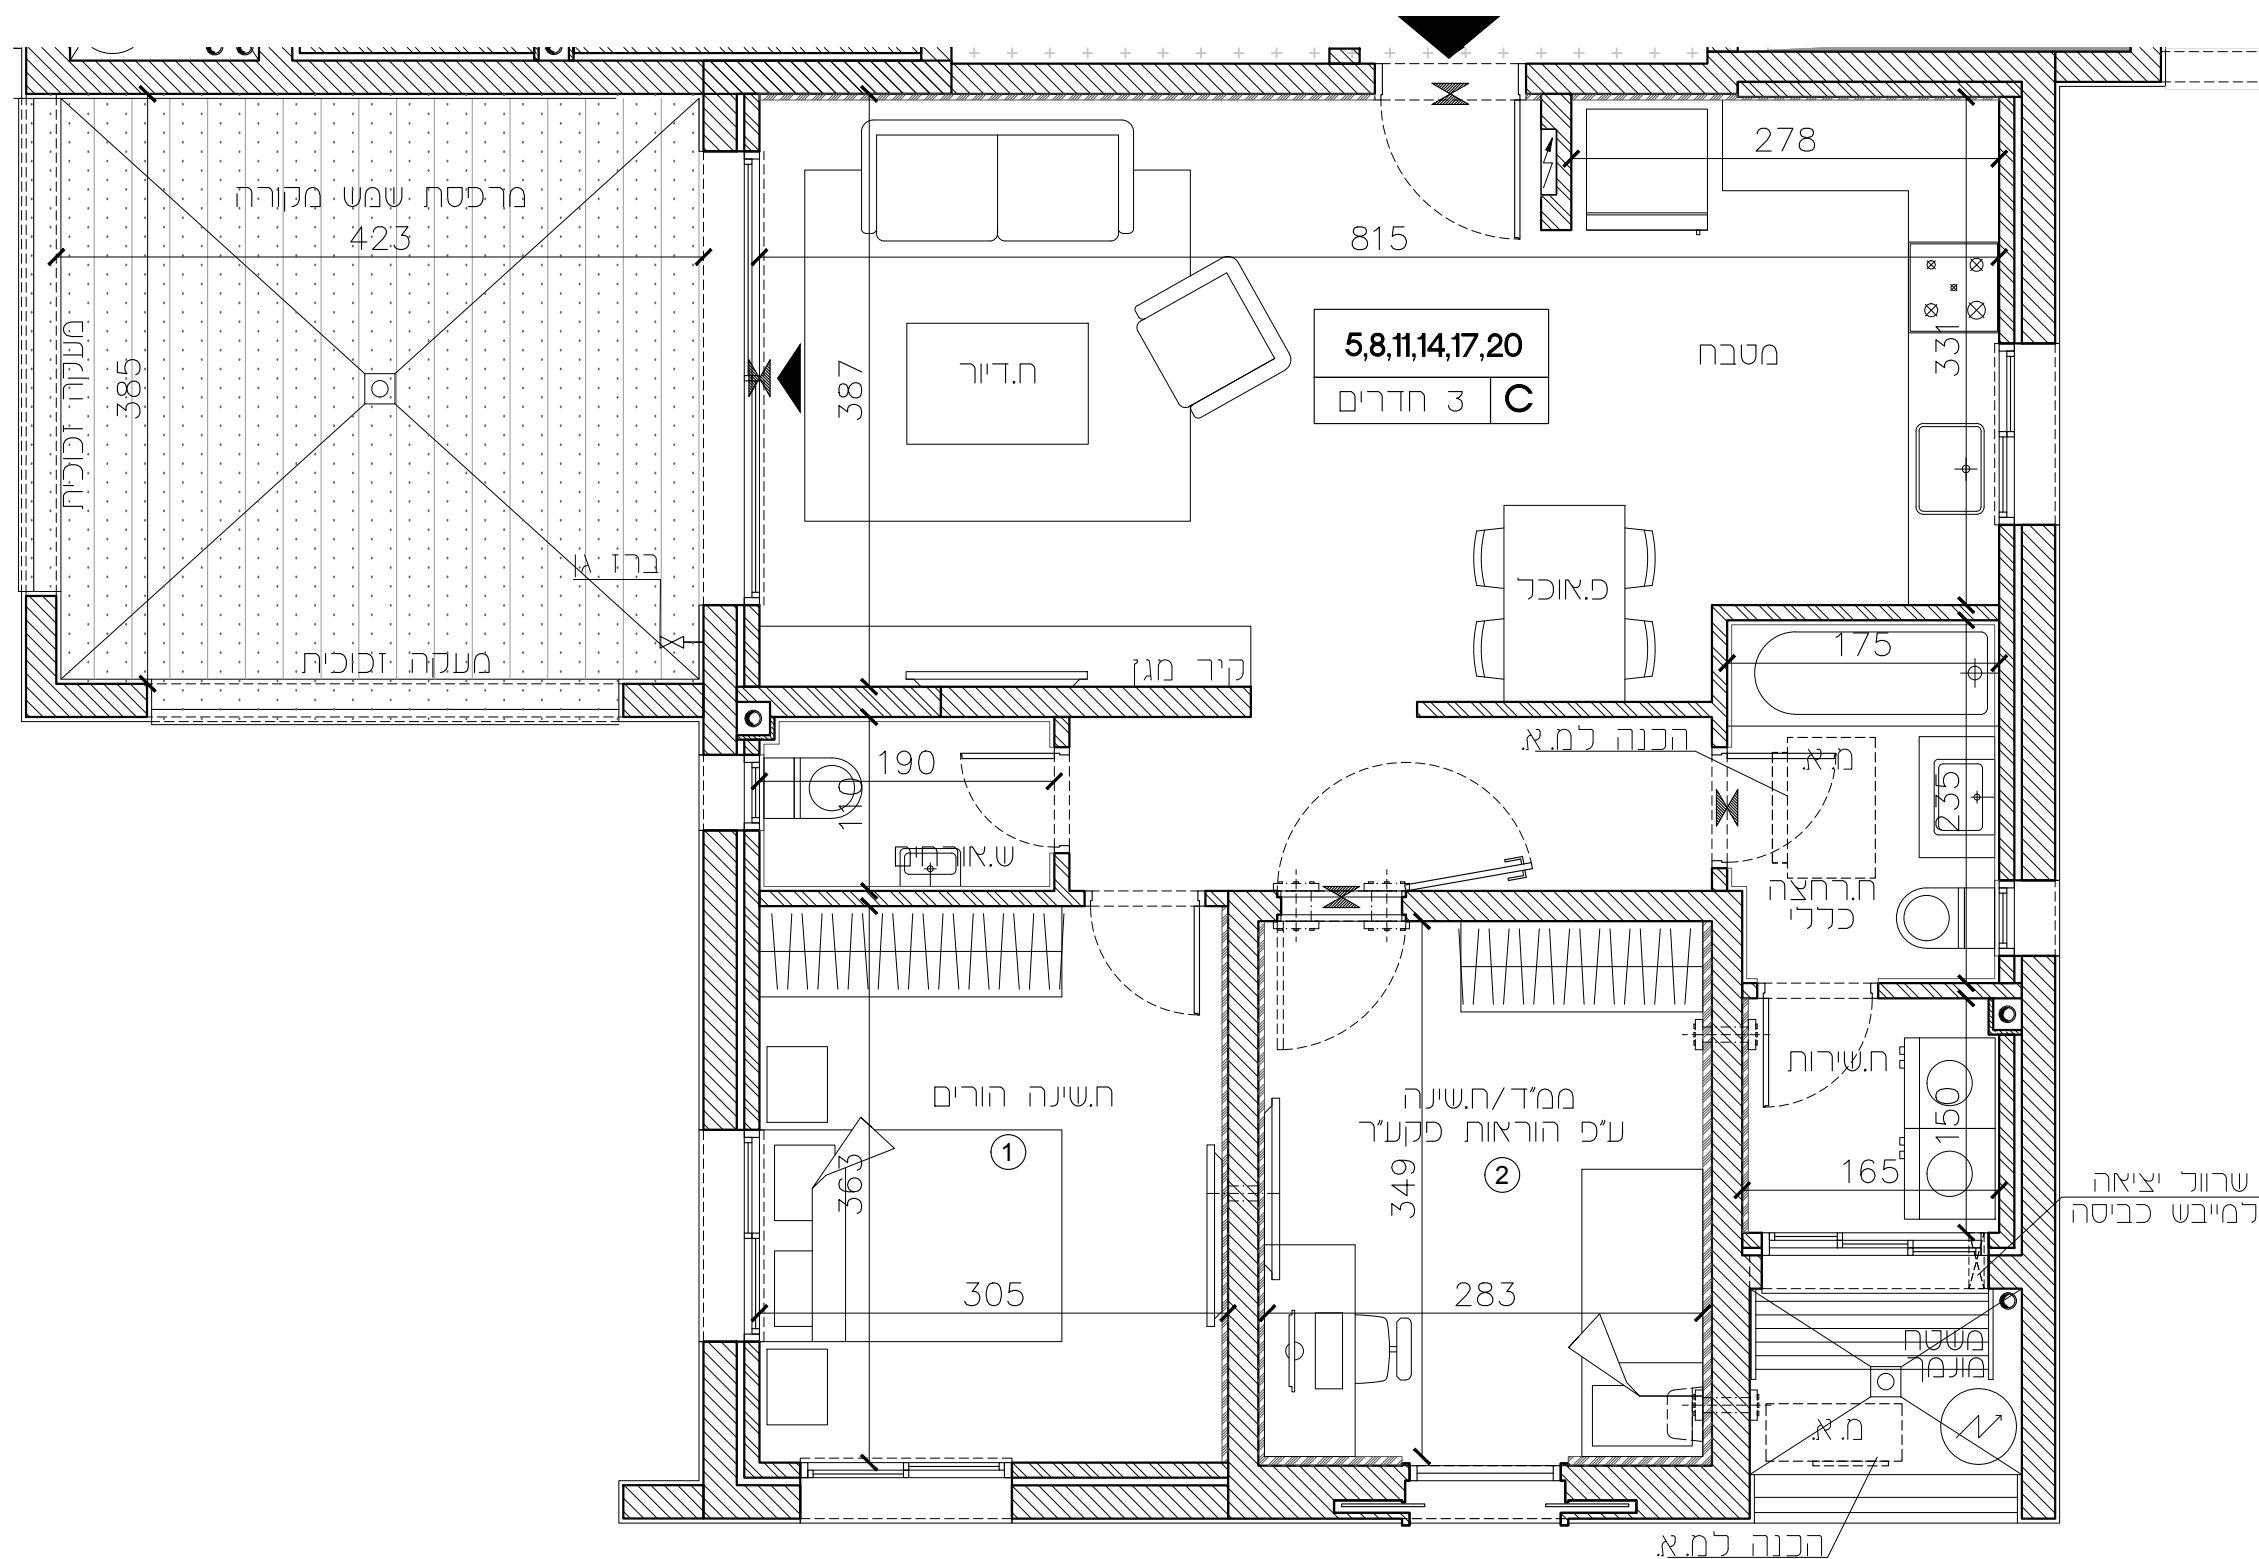 278
מרפסת שמש מקורה
423
815
מעקה זכוכית
385
387
ח.דיור
5,8,11,14,17,20
3 חדרים
C
מטבח
331
ברז גן
פ.אוכל
מעקה זכוכית
קיר מגן
175
הכנה למ.א.
מ.א.
190
110
235
ש.אורחים
ח.רחצה
כללי
ח.שירות
ח.שינה הורים
1
ממ"ד/ח.שינה
ע"פ הוראות פקע"ר
2
150
363
349
165
שרוול יציאה
למייבש כביסה
305
283
משטח
מונמך
מ.א.
הכנה למ.א.